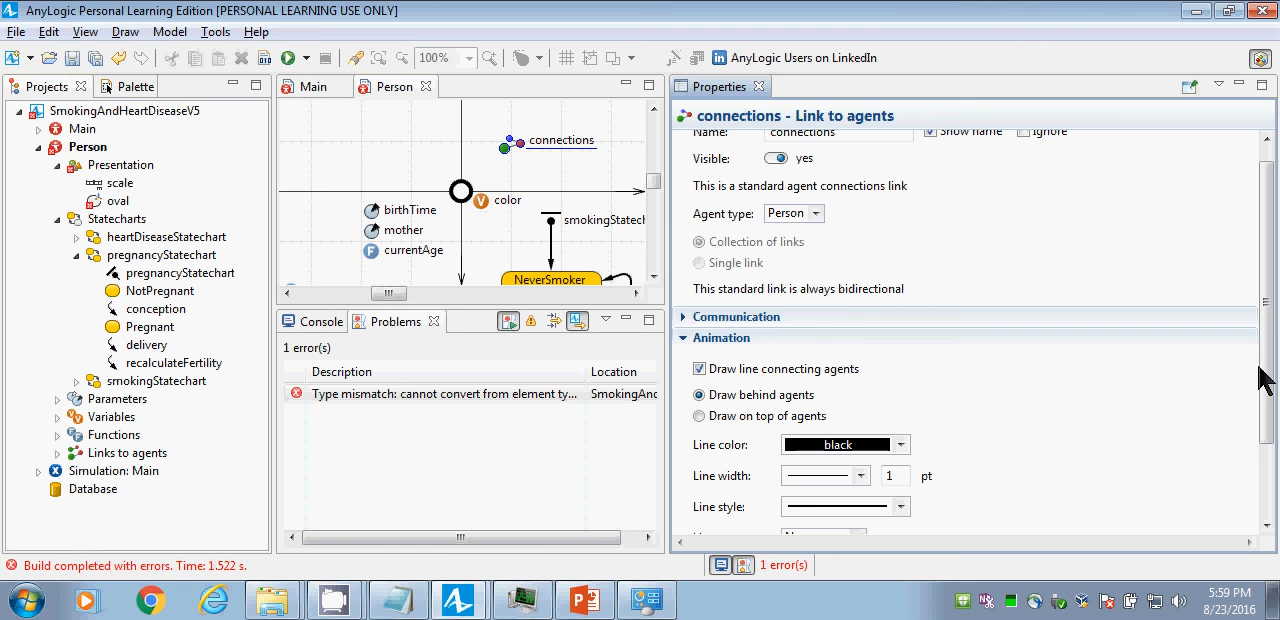 AnyLogic Personal Learning Edition [PERSONAL LEARNING USE ONLY]
File Edit View Draw Model Tools Help
100% AnyLogic Users on LinkedIn
Projects Palette
SmokingAndHeartDiseaseV5
Main
Person
Presentation
scale
oval
Statecharts
heartDiseaseStatechart
pregnancyStatechart
pregnancyStatechart
NotPregnant
conception
Pregnant
delivery
recalculateFertility
smokingStatechart
Parameters
Variables
Functions
Links to agents
Simulation: Main
Database
Main Person
connections
color
birthTime
mother
currentAge
smokingStatech
NeverSmoker
Console Problems
1 error(s)
Description Location
Type mismatch: cannot convert from element ty... SmokingAnd
Properties
connections - Link to agents
Name: connections Show name Ignore
Visible: yes
This is a standard agent connections link
Agent type: Person
Collection of links
Single link
This standard link is always bidirectional
Communication
Animation
Draw line connecting agents
Draw behind agents
Draw on top of agents
Line color: black
Line width: 1 pt
Line style:
Build completed with errors. Time: 1.522 s. 1 error(s)
5:59 PM
8/23/2016